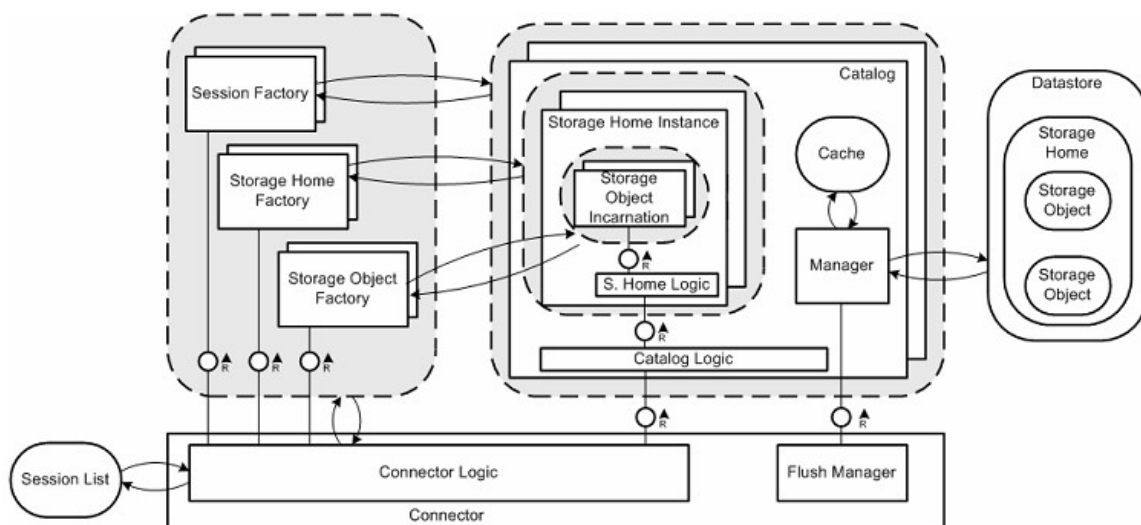 Session Factory
Storage Home
Factory
Storage Object
Factory
R
R
R
Catalog
Storage Home Instance
Storage
Object
Incarnation
R
S. Home Logic
R
Catalog Logic
R
Cache
Manager
R
Datastore
Storage
Home
Storage
Object
Storage
Object
Session List
Connector Logic
Flush Manager
Connector